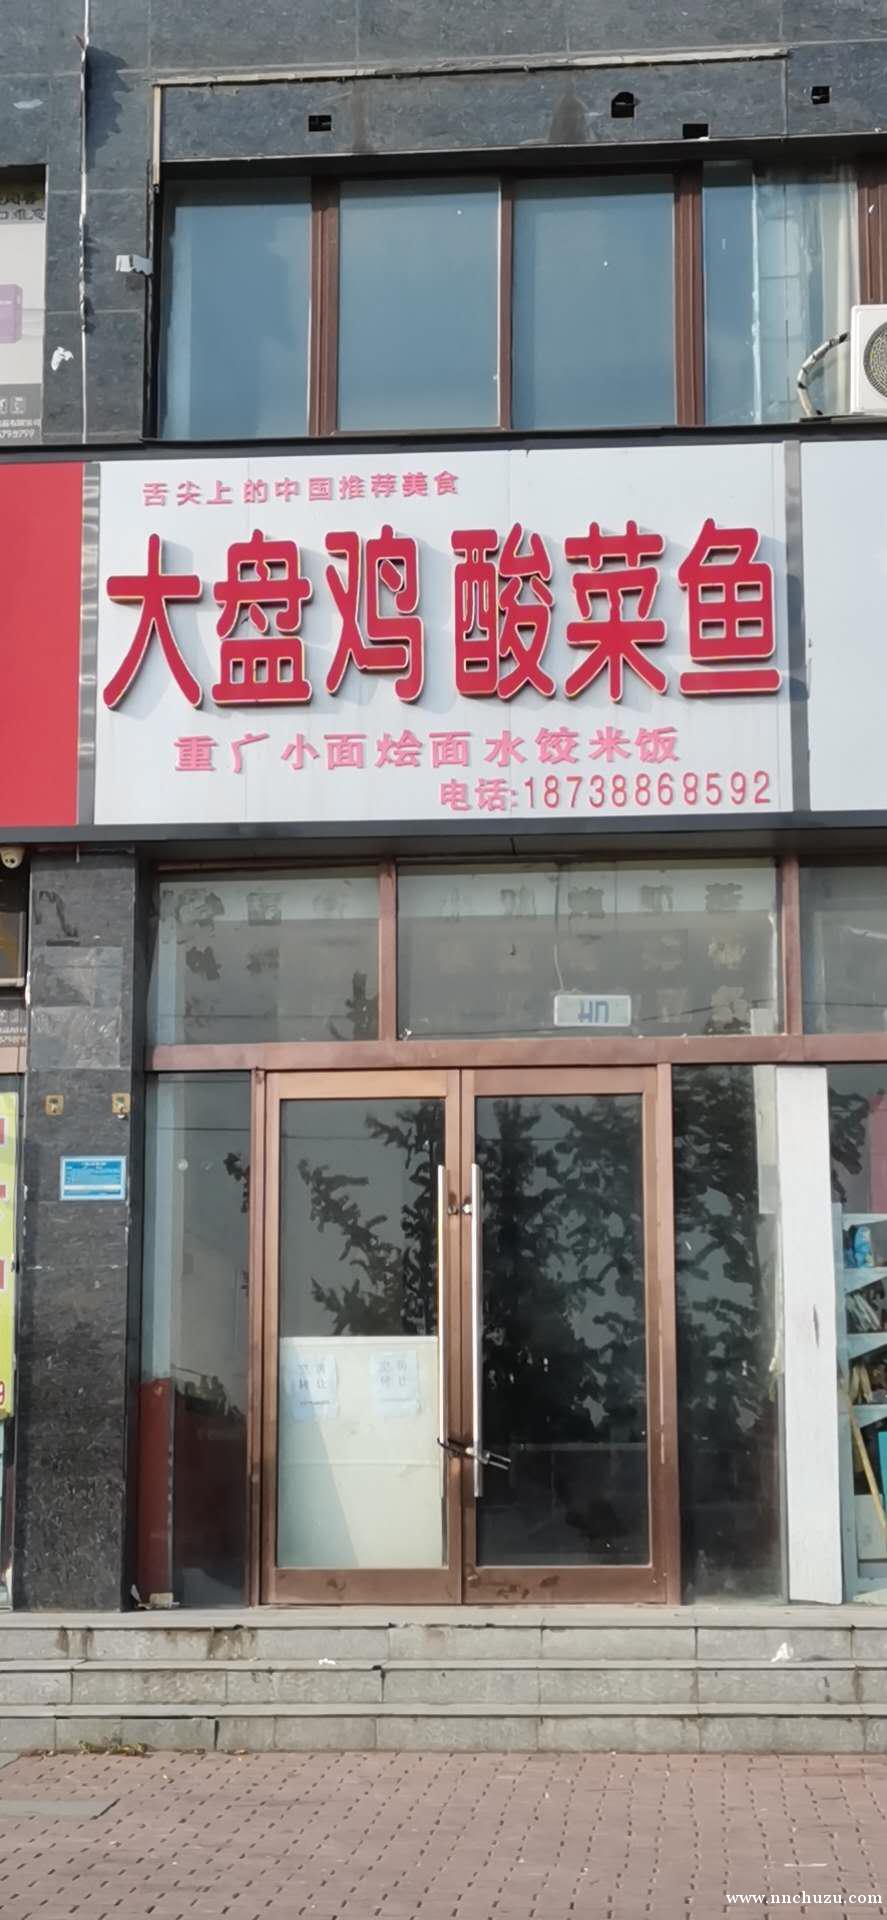 舌尖上的中国推荐美食
大盘鸡 酸菜鱼
重广小面烩面水饺米饭
电话:18738868592
www.nnchuzu.com